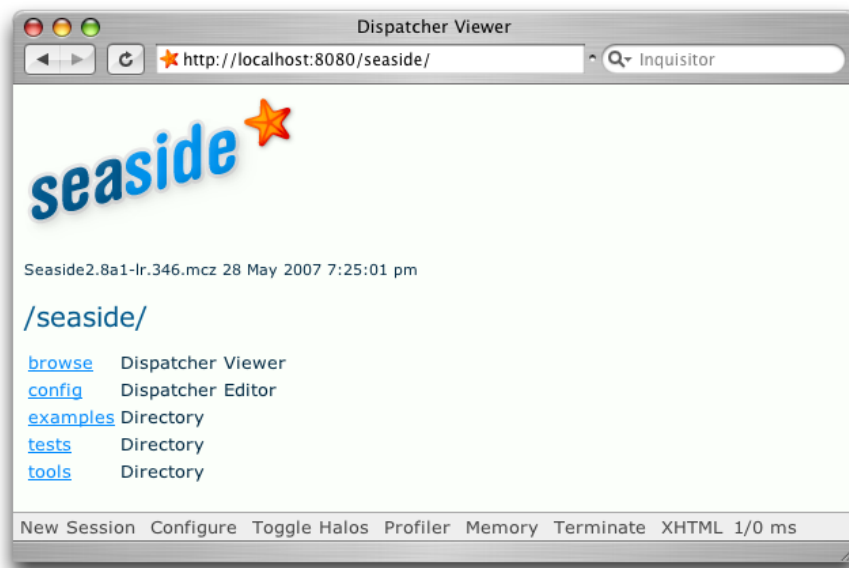 Dispatcher Viewer
http://localhost:8080/seaside/
Inquisitor
seaside
Seaside2.8a1-lr.346.mcz 28 May 2007 7:25:01 pm
/seaside/
browse Dispatcher Viewer
config Dispatcher Editor
examples Directory
tests Directory
tools Directory
New Session Configure Toggle Halos Profiler Memory Terminate XHTML 1/0 ms